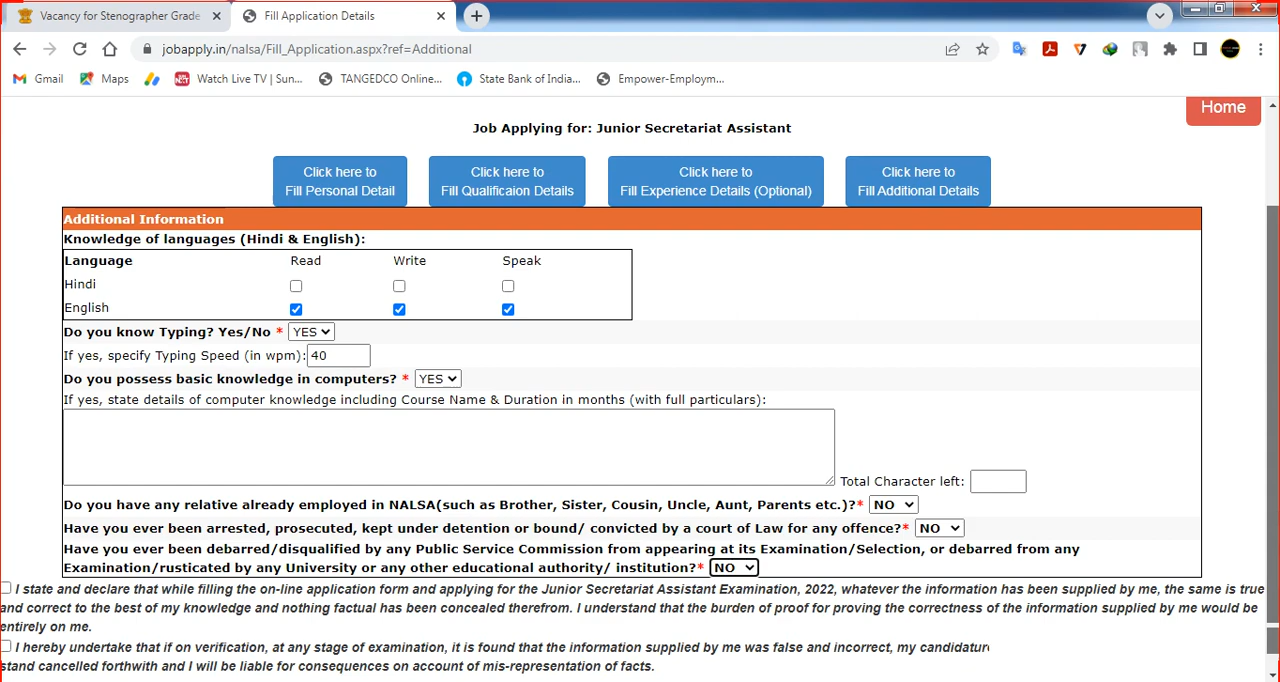 Vacancy for Stenographer Grade
Fill Application Details
jobapply.in/nalsa/Fill_Application.aspx?ref=Additional
Gmail
Maps
Watch Live TV | Sun...
TANGEDCO Online...
State Bank of India...
Empower-Employm...
Home
Job Applying for: Junior Secretariat Assistant
Click here to
Fill Personal Detail
Click here to
Fill Qualificaion Details
Click here to
Fill Experience Details (Optional)
Click here to
Fill Additional Details
Additional Information
Knowledge of languages (Hindi & English):
Language Read Write Speak
Hindi
English
Do you know Typing? Yes/No * YES
If yes, specify Typing Speed (in wpm): 40
Do you possess basic knowledge in computers? * YES
If yes, state details of computer knowledge including Course Name & Duration in months (with full particulars):
Total Character left:
Do you have any relative already employed in NALSA(such as Brother, Sister, Cousin, Uncle, Aunt, Parents etc.)?* NO
Have you ever been arrested, prosecuted, kept under detention or bound/ convicted by a court of Law for any offence?* NO
Have you ever been debarred/disqualified by any Public Service Commission from appearing at its Examination/Selection, or debarred from any
Examination/rusticated by any University or any other educational authority/ institution?* NO
I state and declare that while filling the on-line application form and applying for the Junior Secretariat Assistant Examination, 2022, whatever the information has been supplied by me, the same is true
and correct to the best of my knowledge and nothing factual has been concealed therefrom. I understand that the burden of proof for proving the correctness of the information supplied by me would be
entirely on me.
I hereby undertake that if on verification, at any stage of examination, it is found that the information supplied by me was false and incorrect, my candidature
stand cancelled forthwith and I will be liable for consequences on account of mis-representation of facts.